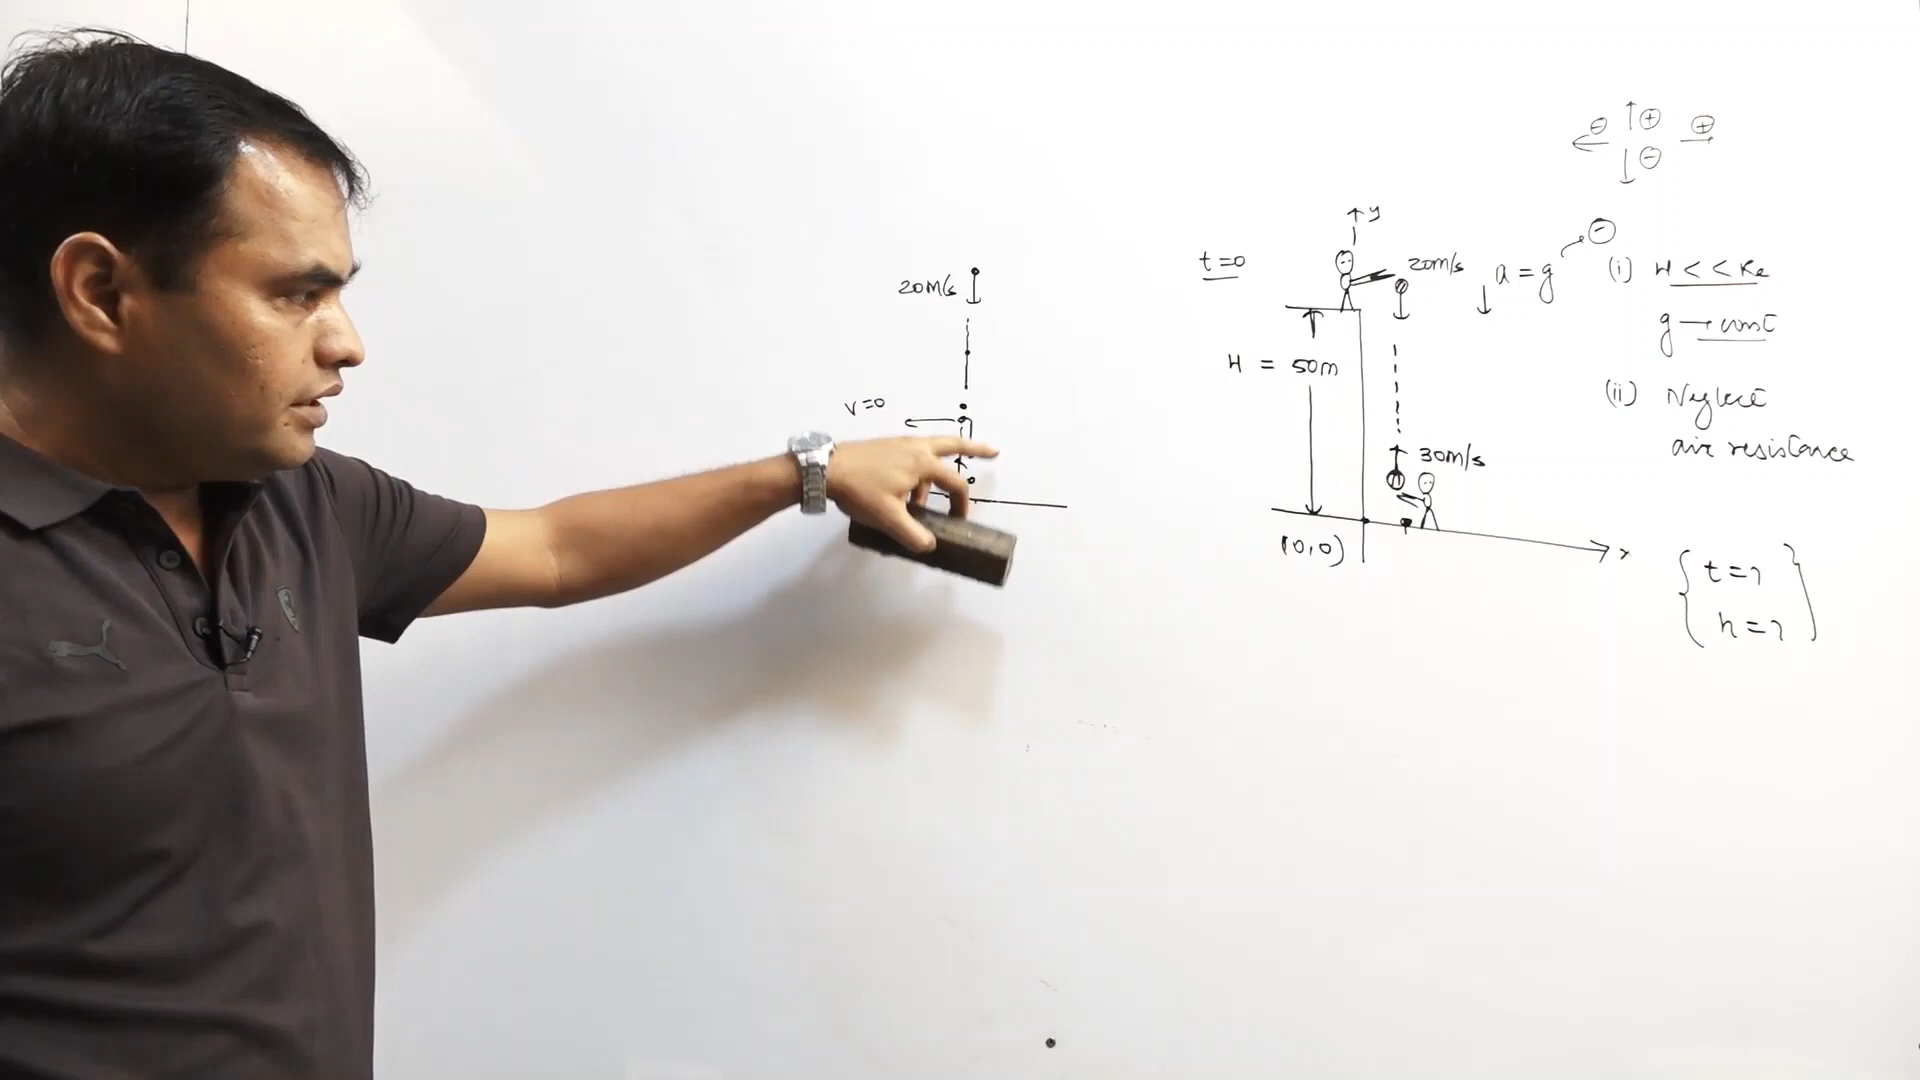 20m/s
v=0
⊖ ↑⊕ ⊕
↓⊖
↑y
t=0
20m/s
↓ a=g
⊖
H = 50m
30m/s
(0,0)
x
(i) H << Re
g → const
(ii) Neglect
air resistance
t=?
h=?